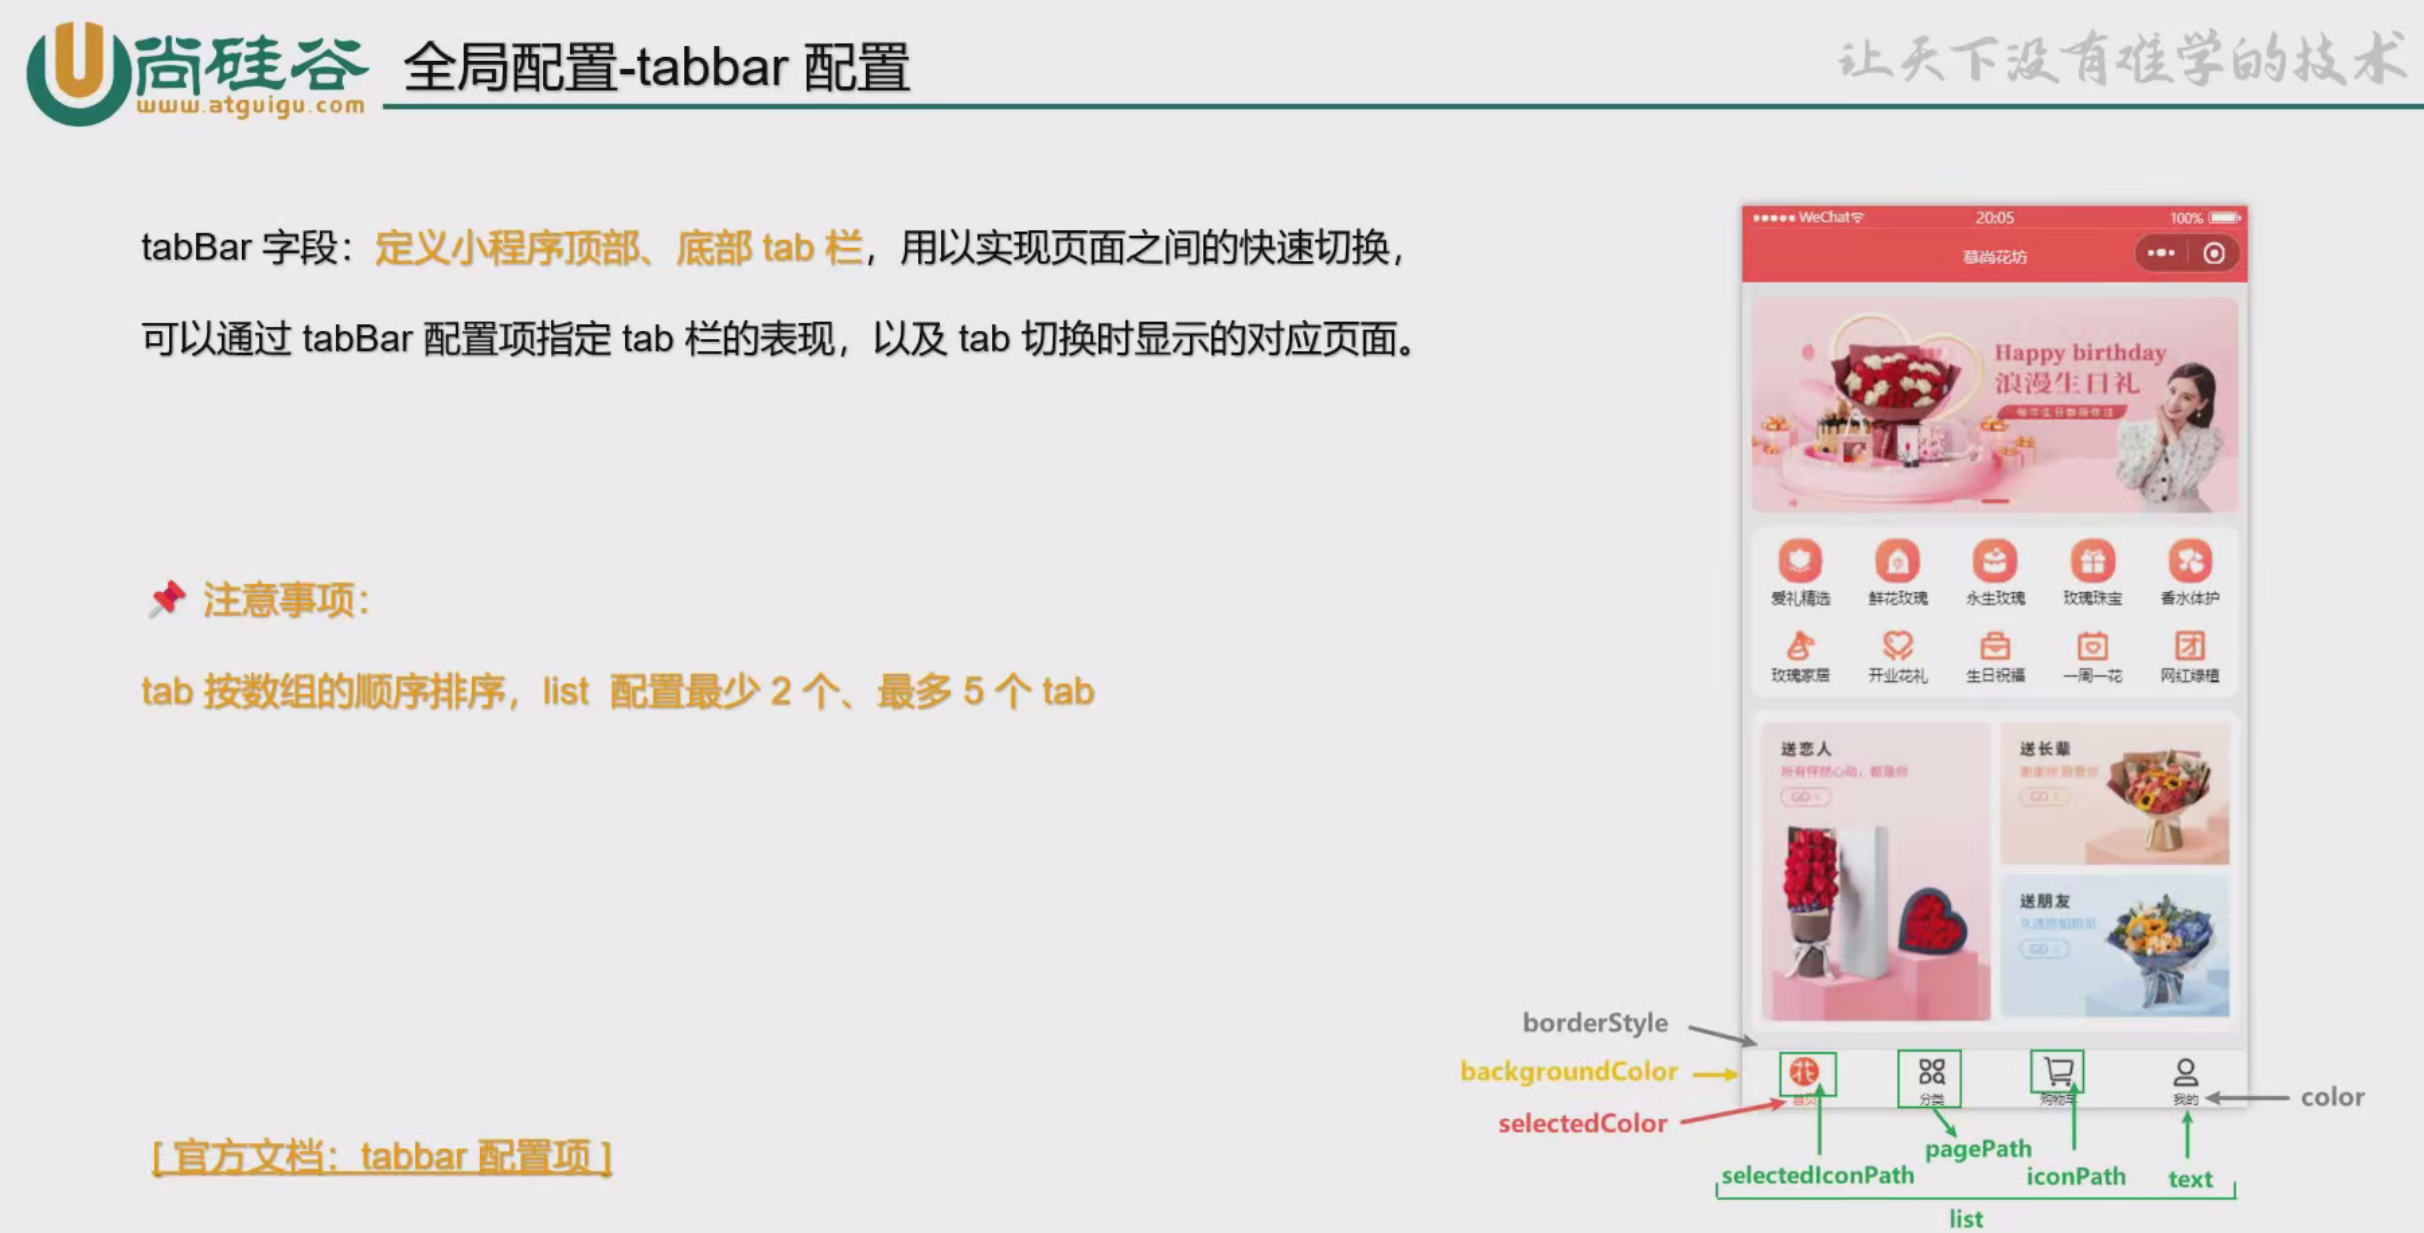 尚硅谷
www.atguigu.com
全局配置-tabbar 配置
让天下没有难学的技术
tabBar 字段：定义小程序顶部、底部 tab 栏，用以实现页面之间的快速切换，
可以通过 tabBar 配置项指定 tab 栏的表现，以及 tab 切换时显示的对应页面。
📌 注意事项：
tab 按数组的顺序排序，list 配置最少 2 个、最多 5 个 tab
[ 官方文档：tabbar 配置项 ]
WeChat 20:05 100%
慕尚花坊
Happy birthday
浪漫生日礼
爱礼精选 鲜花玫瑰 永生玫瑰 玫瑰珠宝 香水体护
玫瑰家居 开业花礼 生日祝福 一周一花 网红绿植
送恋人
所有怦然心动，都是你
GO
送长辈
GO
送朋友
GO
花
首页 分类 购物车 我的
borderStyle
backgroundColor
selectedColor
color
pagePath
selectedIconPath
iconPath
text
list